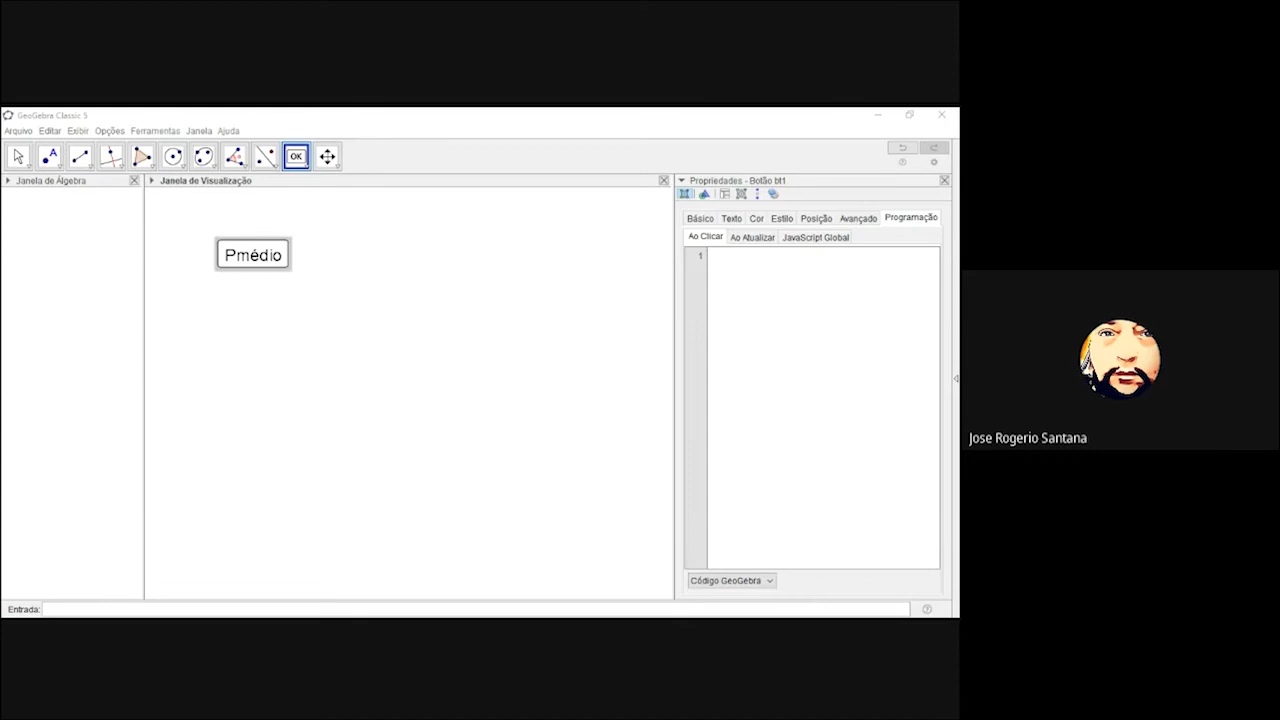 GeoGebra Classic 5
Arquivo Editar Exibir Opções Ferramentas Janela Ajuda
A OK
Janela de Álgebra Janela de Visualização Propriedades - Botão bt1
Básico Texto Cor Estilo Posição Avançado Programação
Ao Clicar Ao Atualizar JavaScript Global
1
Pmédio
Código GeoGebra
Entrada:
Jose Rogerio Santana